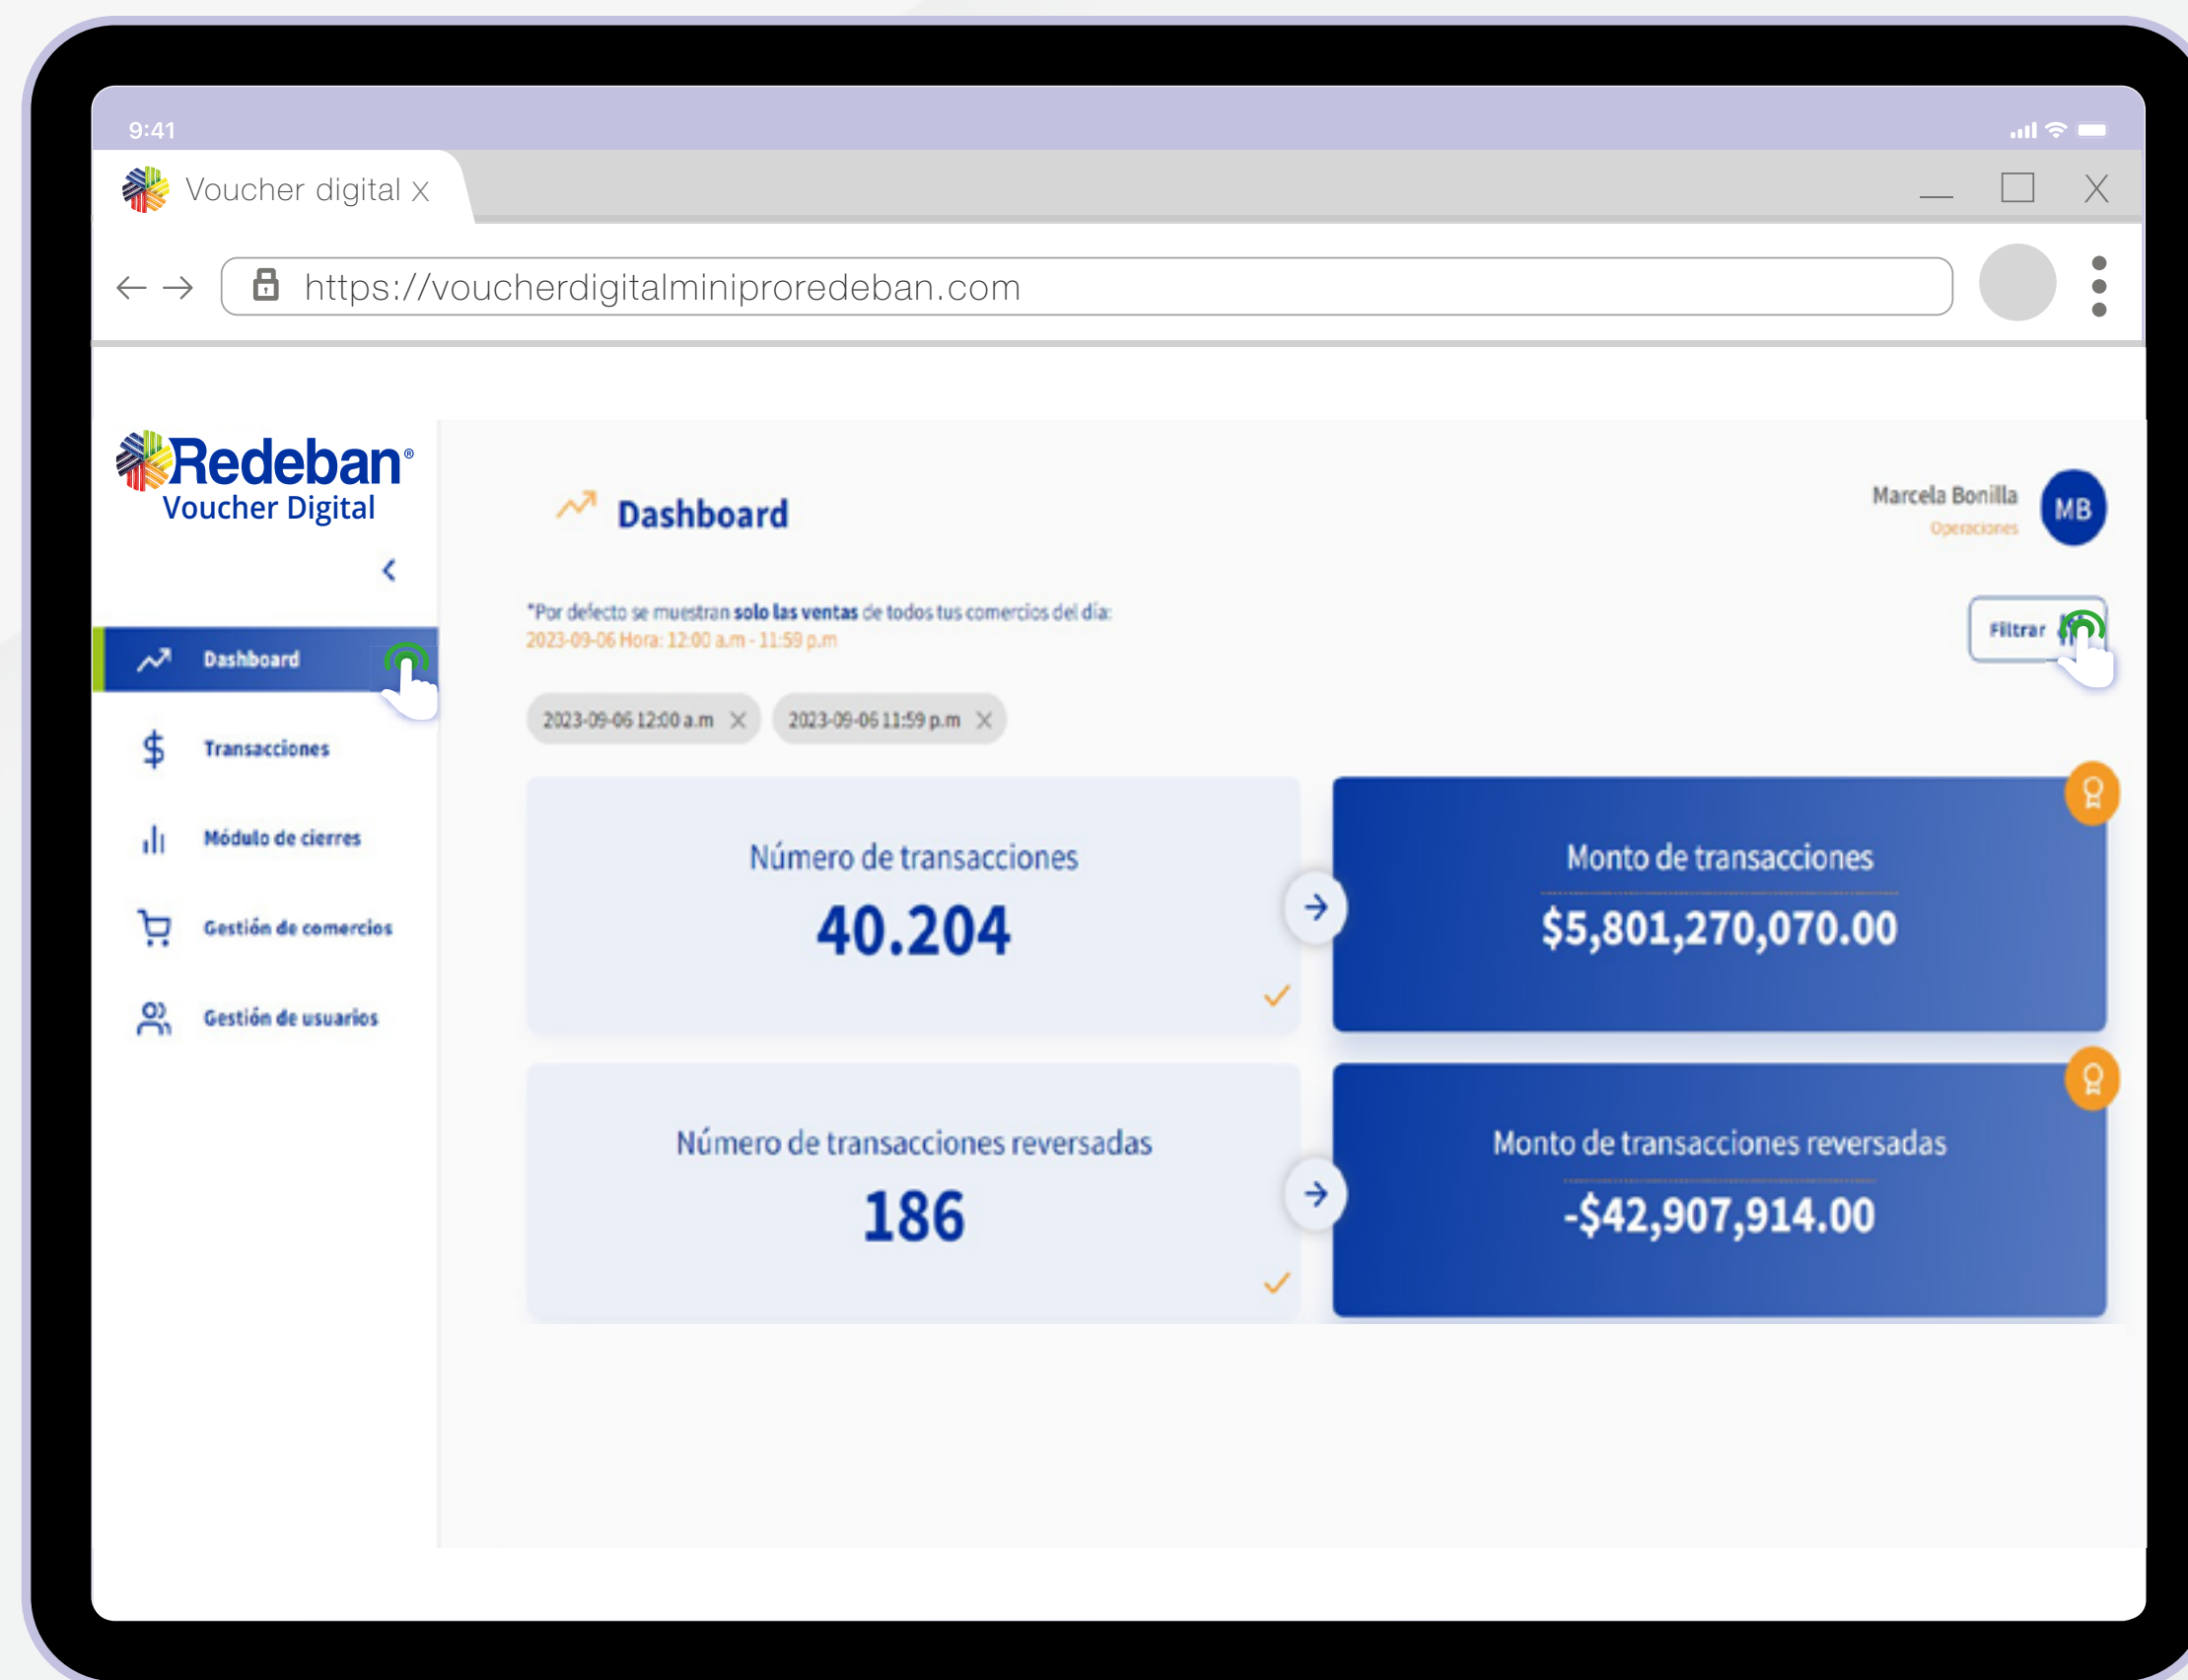 9:41
Voucher digital X
https://voucherdigitalminiproredeban.com
Redeban®
Voucher Digital
Dashboard
Transacciones
Módulo de cierres
Gestión de comercios
Gestión de usuarios
Dashboard
Marcela Bonilla
Operaciones
MB
*Por defecto se muestran solo las ventas de todos tus comercios del día:
2023-09-06 Hora: 12:00 a.m - 11:59 p.m
Filtrar
2023-09-06 12:00 a.m
2023-09-06 11:59 p.m
Número de transacciones
40.204
Monto de transacciones
$5,801,270,070.00
Número de transacciones reversadas
186
Monto de transacciones reversadas
-$42,907,914.00